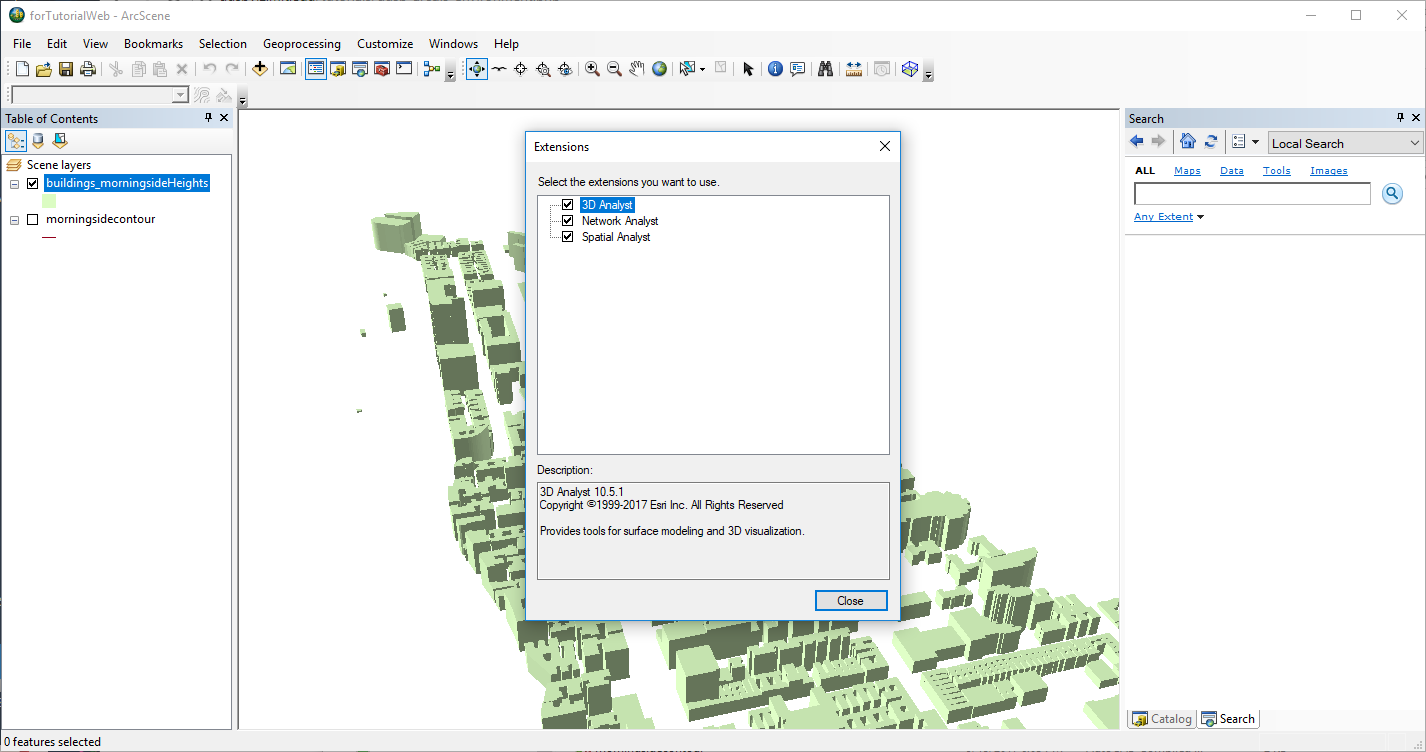 forTutorialWeb - ArcScene
File Edit View Bookmarks Selection Geoprocessing Customize Windows Help
Table of Contents
Scene layers
buildings_morningsideHeights
morningsidecontour
Extensions
Select the extensions you want to use.
3D Analyst
Network Analyst
Spatial Analyst
Description:
3D Analyst 10.5.1
Copyright ©1999-2017 Esri Inc. All Rights Reserved
Provides tools for surface modeling and 3D visualization.
Close
Search
Local Search
ALL Maps Data Tools Images
Any Extent
Catalog Search
0 features selected